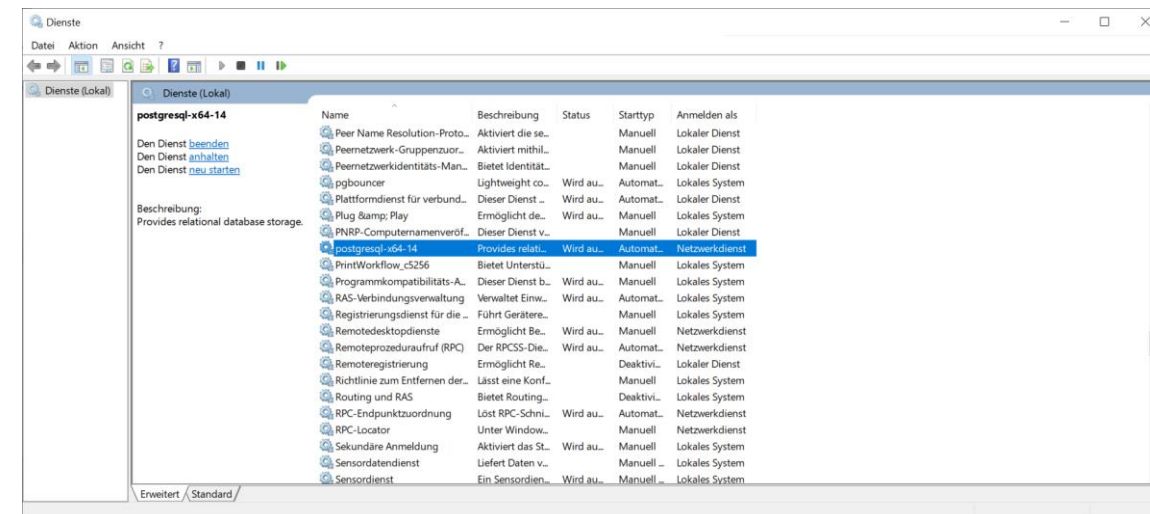 Dienste
Datei Aktion Ansicht ?
Dienste (Lokal)
Dienste (Lokal)
postgresql-x64-14
Den Dienst beenden
Den Dienst anhalten
Den Dienst neu starten
Beschreibung:
Provides relational database storage.
Name Beschreibung Status Starttyp Anmelden als
Peer Name Resolution-Proto... Aktiviert die se... Manuell Lokaler Dienst
Peernetzwerk-Gruppenzuor... Aktiviert mithil... Manuell Lokaler Dienst
Peernetzwerkidentitäts-Man... Bietet Identität... Manuell Lokaler Dienst
pgbouncer Lightweight co... Wird au... Automat... Lokales System
Plattformdienst für verbund... Dieser Dienst ... Wird au... Automat... Lokaler Dienst
Plug &amp; Play Ermöglicht de... Wird au... Manuell Lokales System
PNRP-Computernamenveröf... Dieser Dienst v... Manuell Lokaler Dienst
postgresql-x64-14 Provides relati... Wird au... Automat... Netzwerkdienst
PrintWorkflow_c5256 Bietet Unterstü... Manuell Lokales System
Programmkompatibilitäts-A... Dieser Dienst b... Wird au... Manuell Lokales System
RAS-Verbindungsverwaltung Verwaltet Einw... Wird au... Automat... Lokales System
Registrierungsdienst für die ... Führt Gerätere... Manuell Lokales System
Remotedesktopdienste Ermöglicht Be... Wird au... Manuell Netzwerkdienst
Remoteprozeduraufruf (RPC) Der RPCSS-Die... Wird au... Automat... Netzwerkdienst
Remoteregistrierung Ermöglicht Re... Deaktivi... Lokaler Dienst
Richtlinie zum Entfernen der... Lässt eine Konf... Manuell Lokales System
Routing und RAS Bietet Routing... Deaktivi... Lokales System
RPC-Endpunktzuordnung Löst RPC-Schni... Wird au... Automat... Netzwerkdienst
RPC-Locator Unter Window... Manuell Netzwerkdienst
Sekundäre Anmeldung Aktiviert das St... Wird au... Manuell Lokales System
Sensordatendienst Liefert Daten v... Manuell ... Lokales System
Sensordienst Ein Sensordien... Wird au... Manuell ... Lokales System
Erweitert Standard